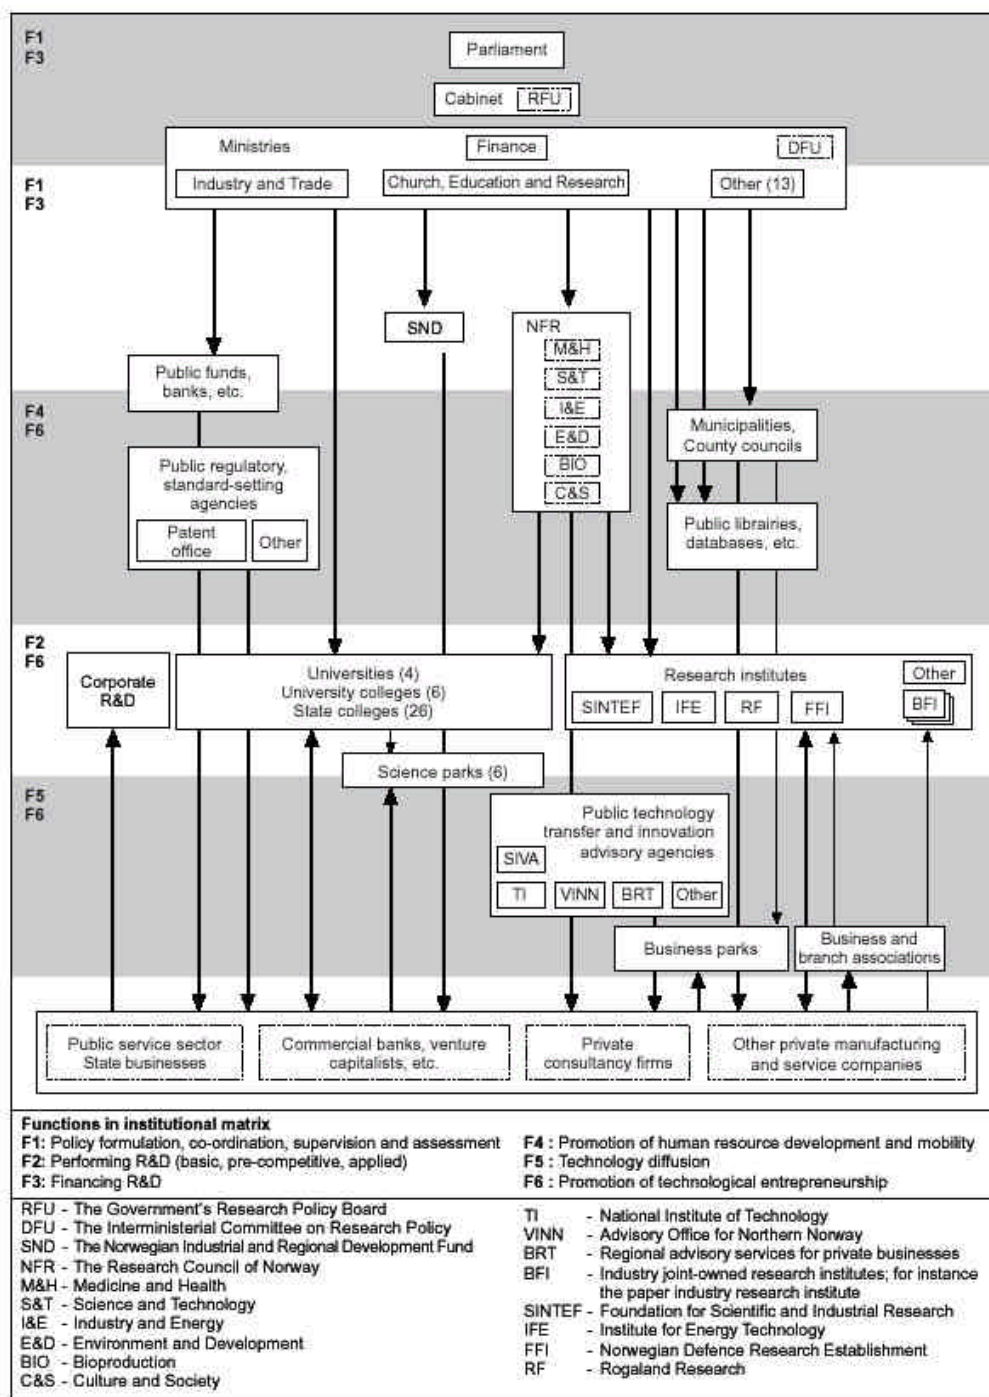 F1
F3
Parliament
Cabinet RFU
Ministries Finance DFU
Industry and Trade Church, Education and Research Other (13)
F1
F3
SND
NFR
M&H
S&T
I&E
E&D
BIO
C&S
Public funds,
banks, etc.
F4
F6
Municipalities,
County councils
Public regulatory,
standard-setting
agencies
Patent
office
Other
Public librairies,
databases, etc.
F2
F6
Corporate
R&D
Universities (4)
University colleges (6)
State colleges (26)
Research institutes
Other
SINTEF IFE RF FFI BFI
Science parks (6)
F5
F6
Public technology
transfer and innovation
advisory agencies
SIVA
TI VINN BRT Other
Business parks
Business and
branch associations
Public service sector
State businesses
Commercial banks, venture
capitalists, etc.
Private
consultancy firms
Other private manufacturing
and service companies
Functions in institutional matrix
F1: Policy formulation, co-ordination, supervision and assessment
F2: Performing R&D (basic, pre-competitive, applied)
F3: Financing R&D
F4 : Promotion of human resource development and mobility
F5 : Technology diffusion
F6 : Promotion of technological entrepreneurship
RFU - The Government's Research Policy Board
DFU - The Interministerial Committee on Research Policy
SND - The Norwegian Industrial and Regional Development Fund
NFR - The Research Council of Norway
M&H - Medicine and Health
S&T - Science and Technology
I&E - Industry and Energy
E&D - Environment and Development
BIO - Bioproduction
C&S - Culture and Society
TI - National Institute of Technology
VINN - Advisory Office for Northern Norway
BRT - Regional advisory services for private businesses
BFI - Industry joint-owned research institutes; for instance
the paper industry research institute
SINTEF - Foundation for Scientific and Industrial Research
IFE - Institute for Energy Technology
FFI - Norwegian Defence Research Establishment
RF - Rogaland Research